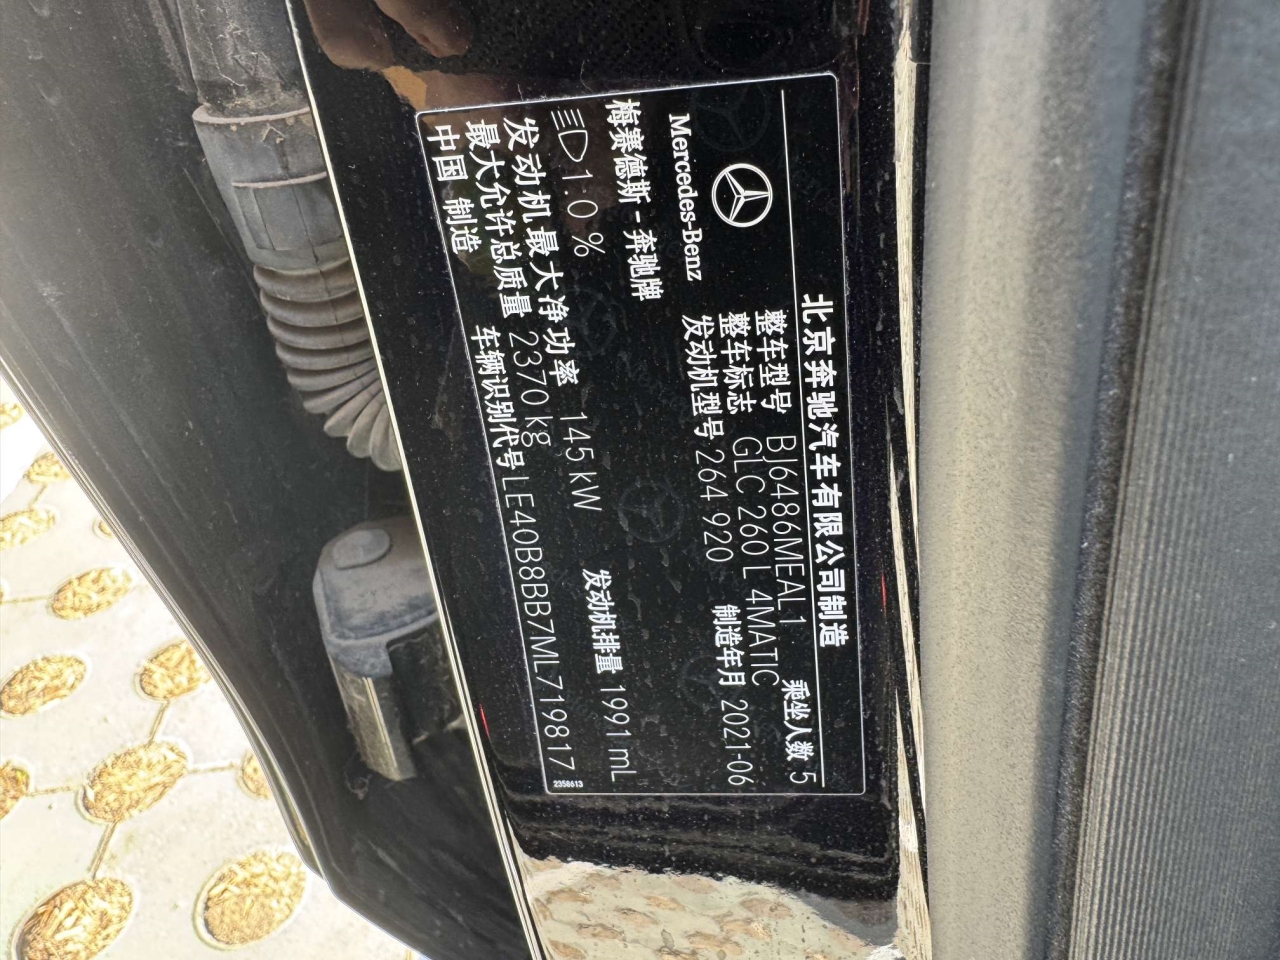 北京奔驰汽车有限公司制造
Mercedes-Benz
梅赛德斯-奔驰牌
整车型号 BJ6486MEAL1 乘坐人数 5
整车标志 GLC 260 L 4MATIC
发动机型号 264 920 制造年月 2021-06
1.0 %
发动机最大净功率 145 kW 发动机排量 1991 mL
最大允许总质量 2370 kg
中国 制造 车辆识别代号 LE40B8BB7ML719817
2358613